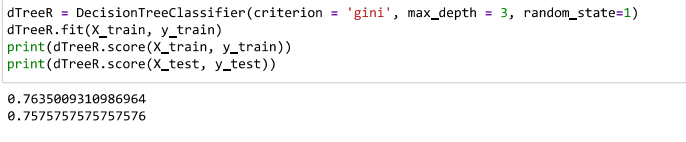 dTreeR = DecisionTreeClassifier(criterion = 'gini', max_depth = 3, random_state=1)
dTreeR.fit(X_train, y_train)
print(dTreeR.score(X_train, y_train))
print(dTreeR.score(X_test, y_test))
0.7635009310986964
0.7575757575757576